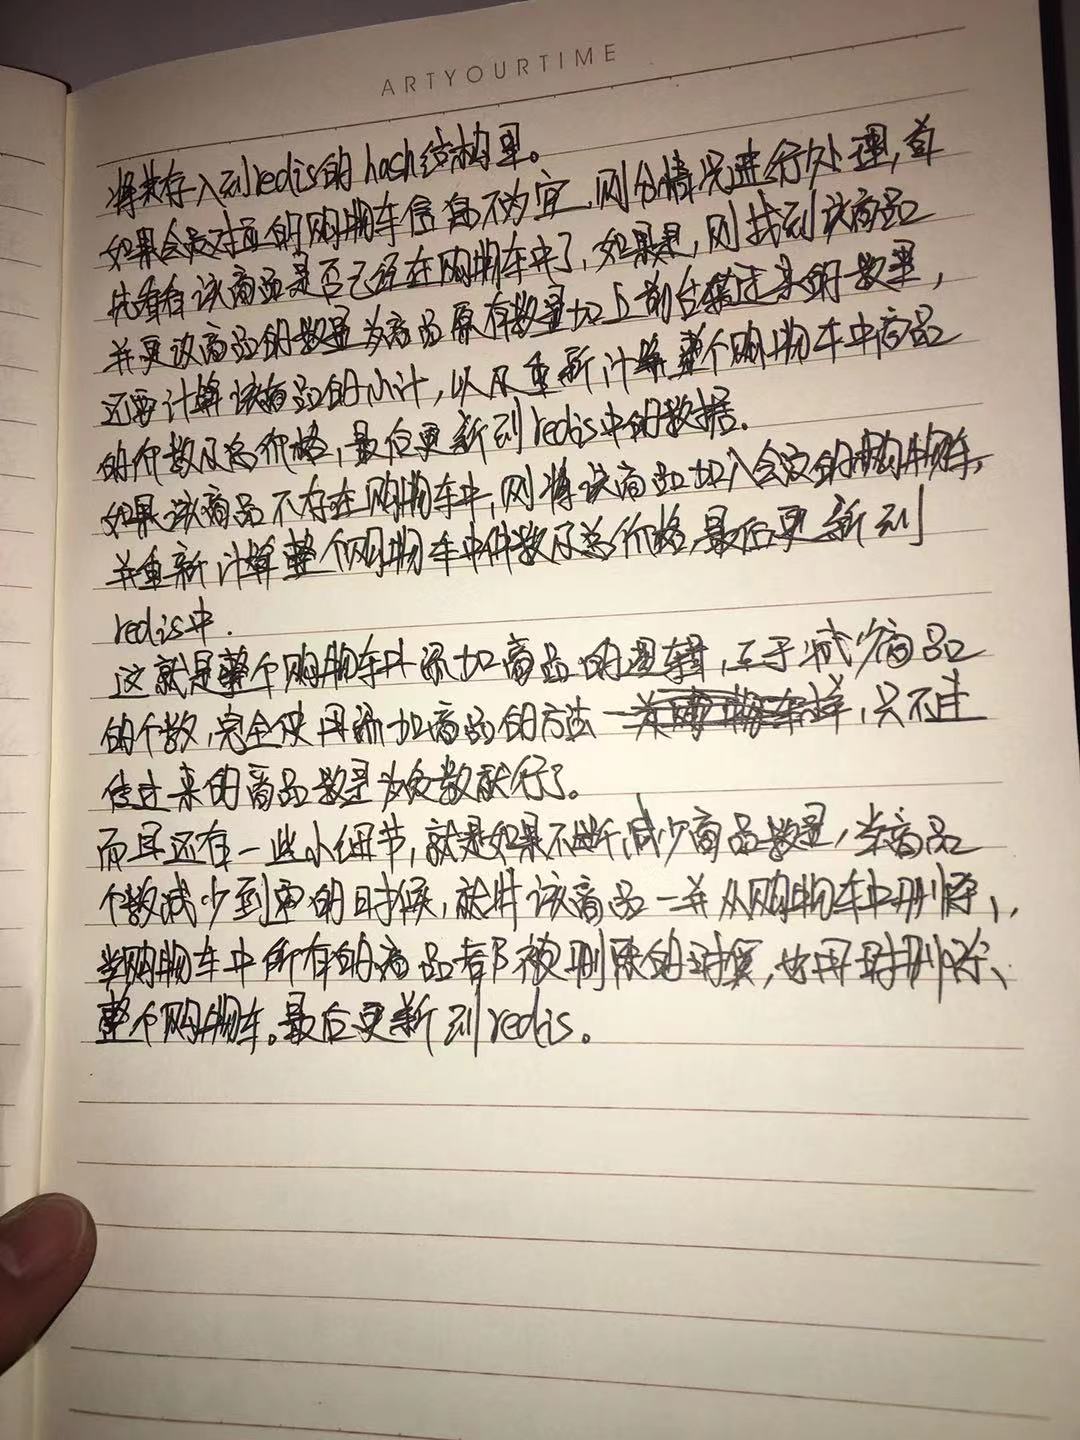 ARTYOURTIME
将其存入到redis的hash结构里。
如果会员对应的购物车信息不为空,则分情况进行处理,首
先看看该商品是否已经在购物车中了,如果是,则找到该商品
并更改商品的数量为商品原有数量加上前台传过来的数量,
还要计算该商品的小计,以及重新计算整个购物车中商品
的件数及总价格,最后更新到redis中的数据.
如果该商品不存在购物车中,则将该商品加入会员的购物车,
并重新计算整个购物车中件数及总价格,最后更新到
redis中.
这就是整个购物车中添加商品的逻辑,至于减少商品
的个数,完全使用添加商品的方法一样,只不过
传过来的商品数量为负数就行了。
而且还有一些小细节,就是如果不断减少商品数量,当商品
个数减少到零的时候,就将该商品一并从购物车中删除,
当购物车中所有的商品都被删除的时候,也同时删除
整个购物车。最后更新到redis。